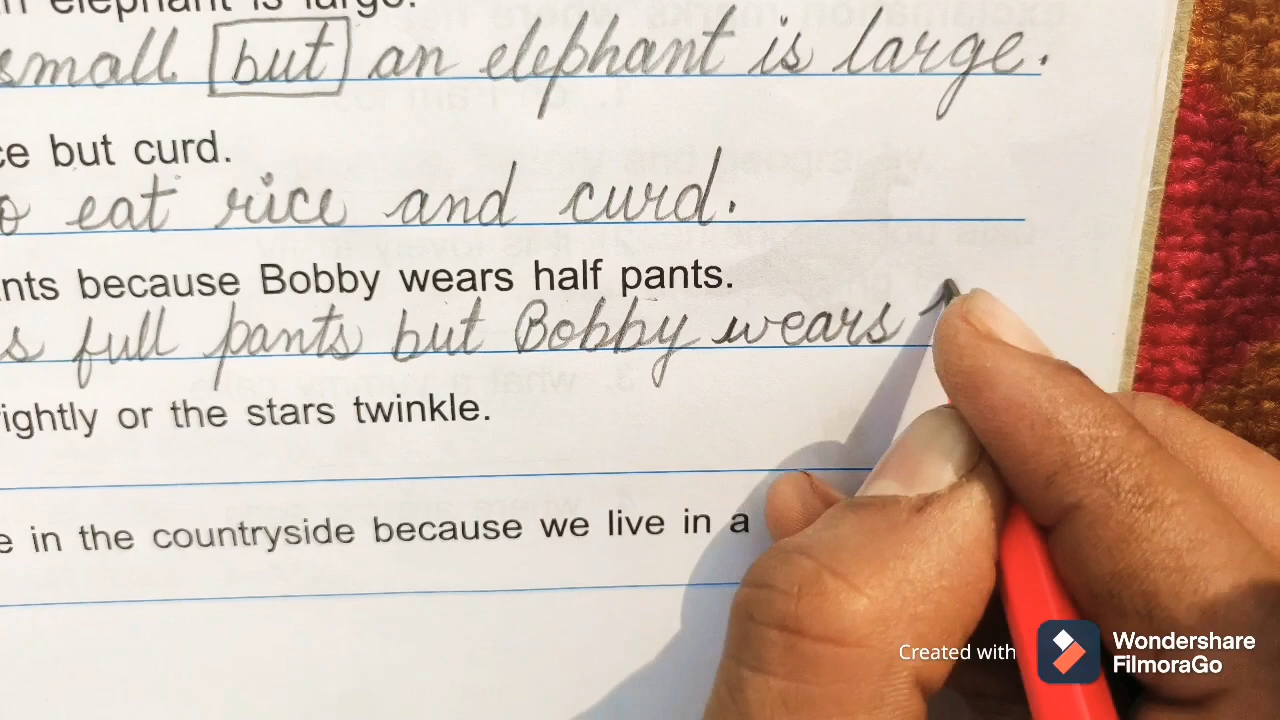 an elephant is large.
small but an elephant is large.
ce but curd.
o eat rice and curd.
nts because Bobby wears half pants.
s full pants but Bobby wears
ightly or the stars twinkle.
e in the countryside because we live in a
Created with Wondershare FilmoraGo